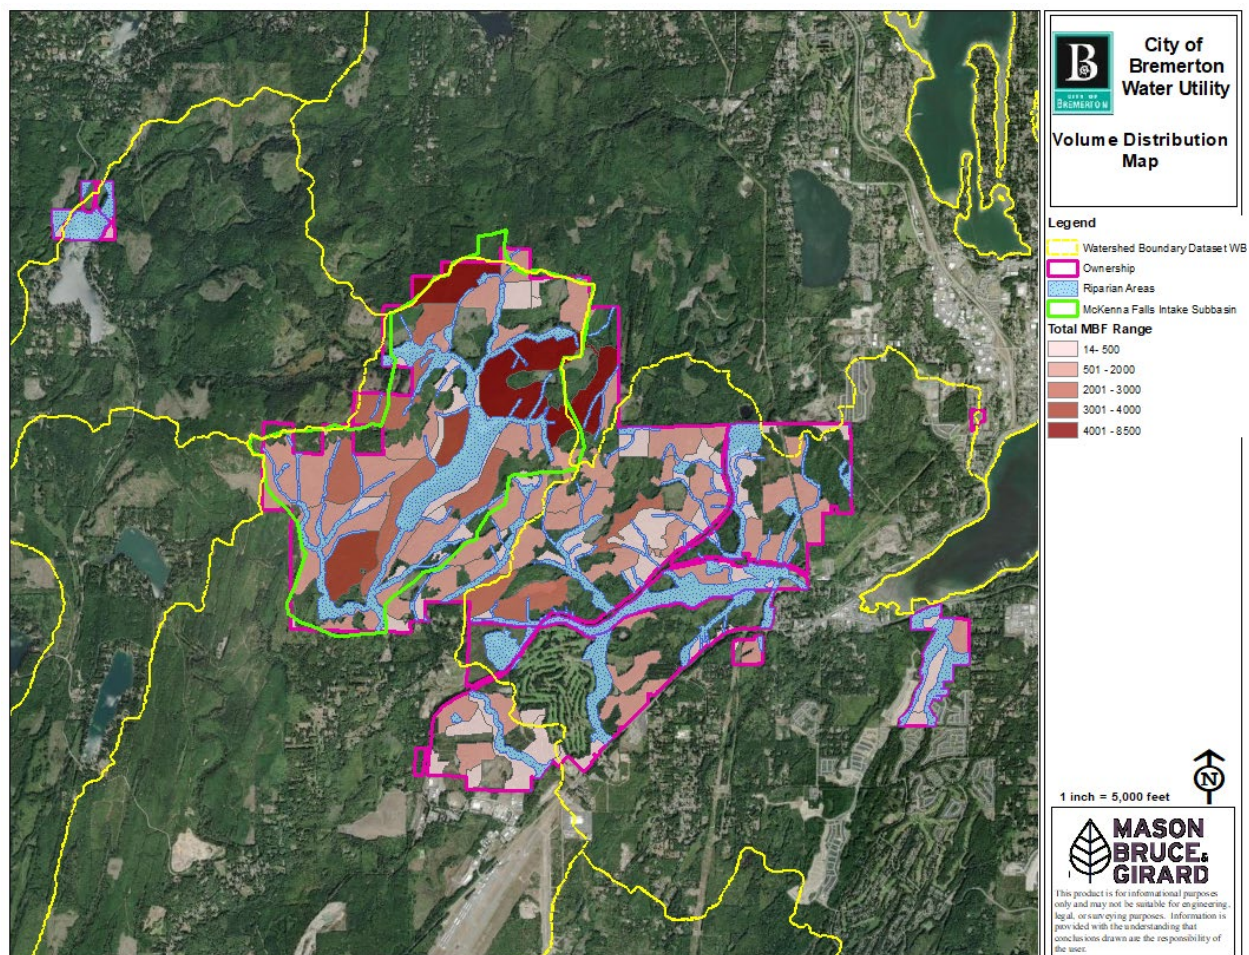 City of
Bremerton
Water Utility
B
CITY OF
BREMERTON
Volume Distribution
Map
Legend
Watershed Boundary Dataset WB
Ownership
Riparian Areas
McKenna Falls Intake Subbasin
Total MBF Range
14- 500
501 - 2000
2001 - 3000
3001 - 4000
4001 - 8500
N
1 inch = 5,000 feet
MASON
BRUCE&
GIRARD
This product is for informational purposes
only and may not be suitable for engineering,
legal, or surveying purposes. Information is
provided with the understanding that
conclusions drawn are the responsibility of
the user.